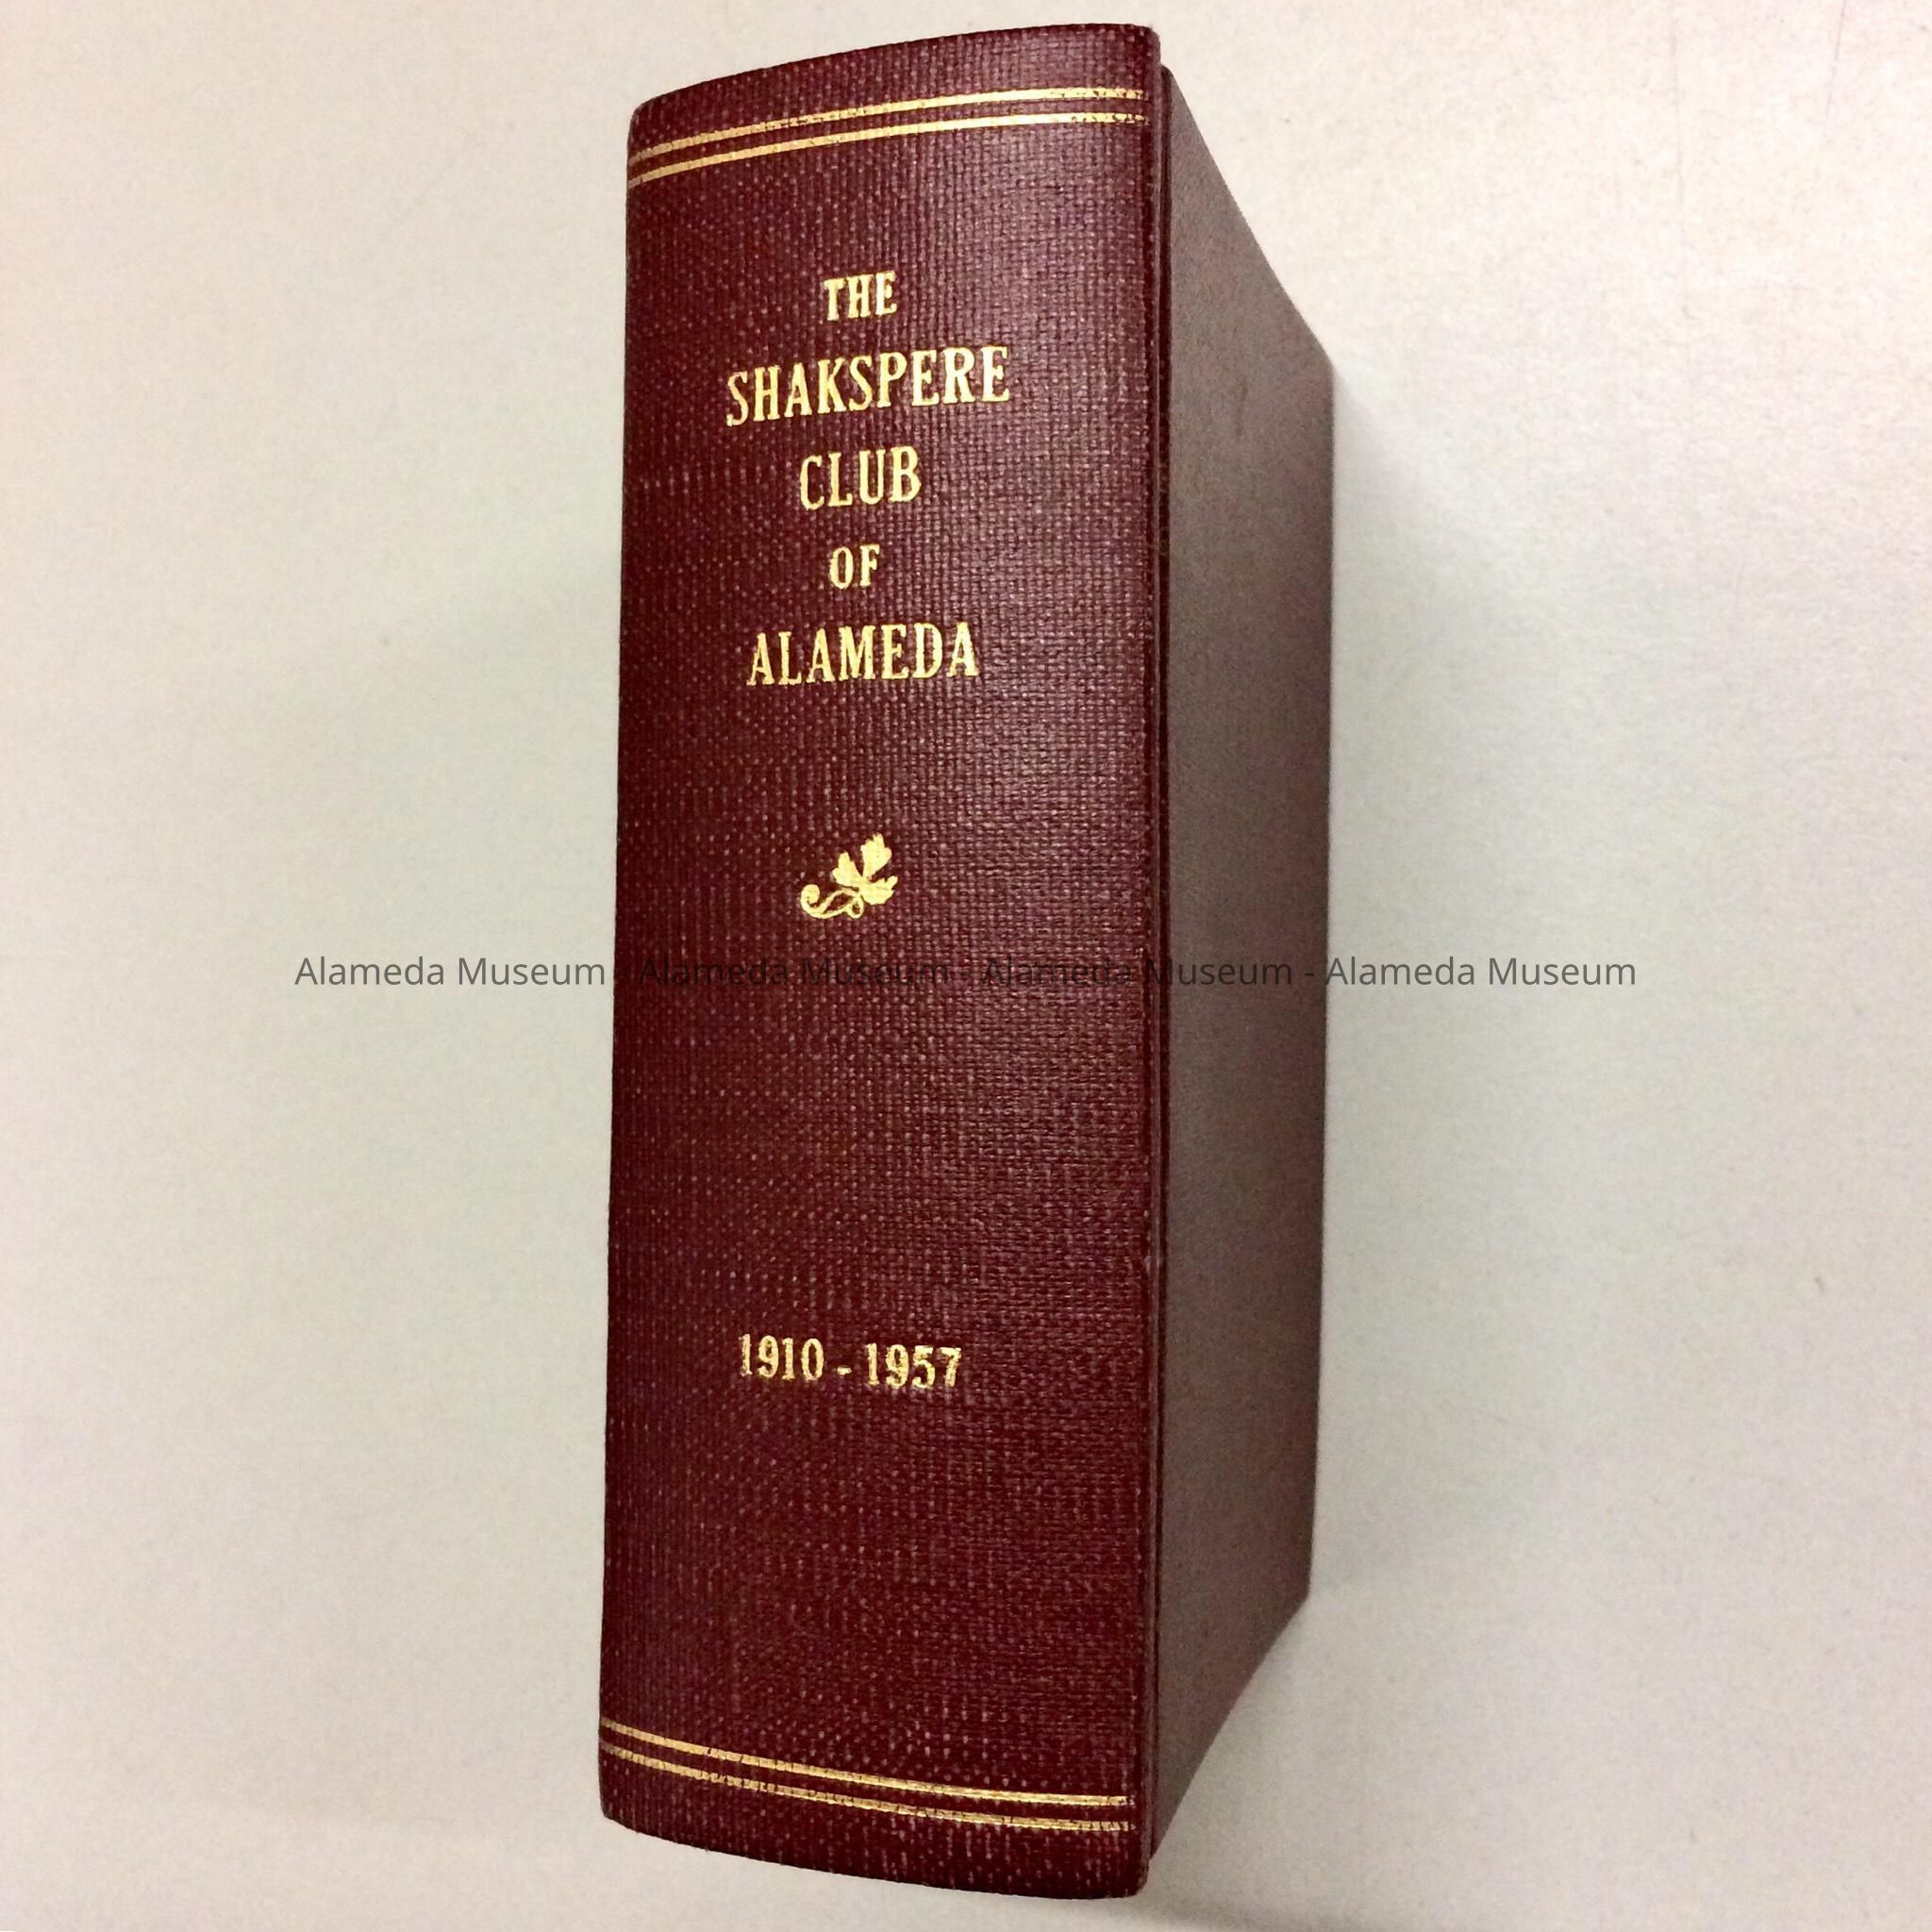 THE
SHAKSPERE
CLUB
OF
ALAMEDA
Alameda Museum - Alameda Museum - Alameda Museum - Alameda Museum
1910 - 1957